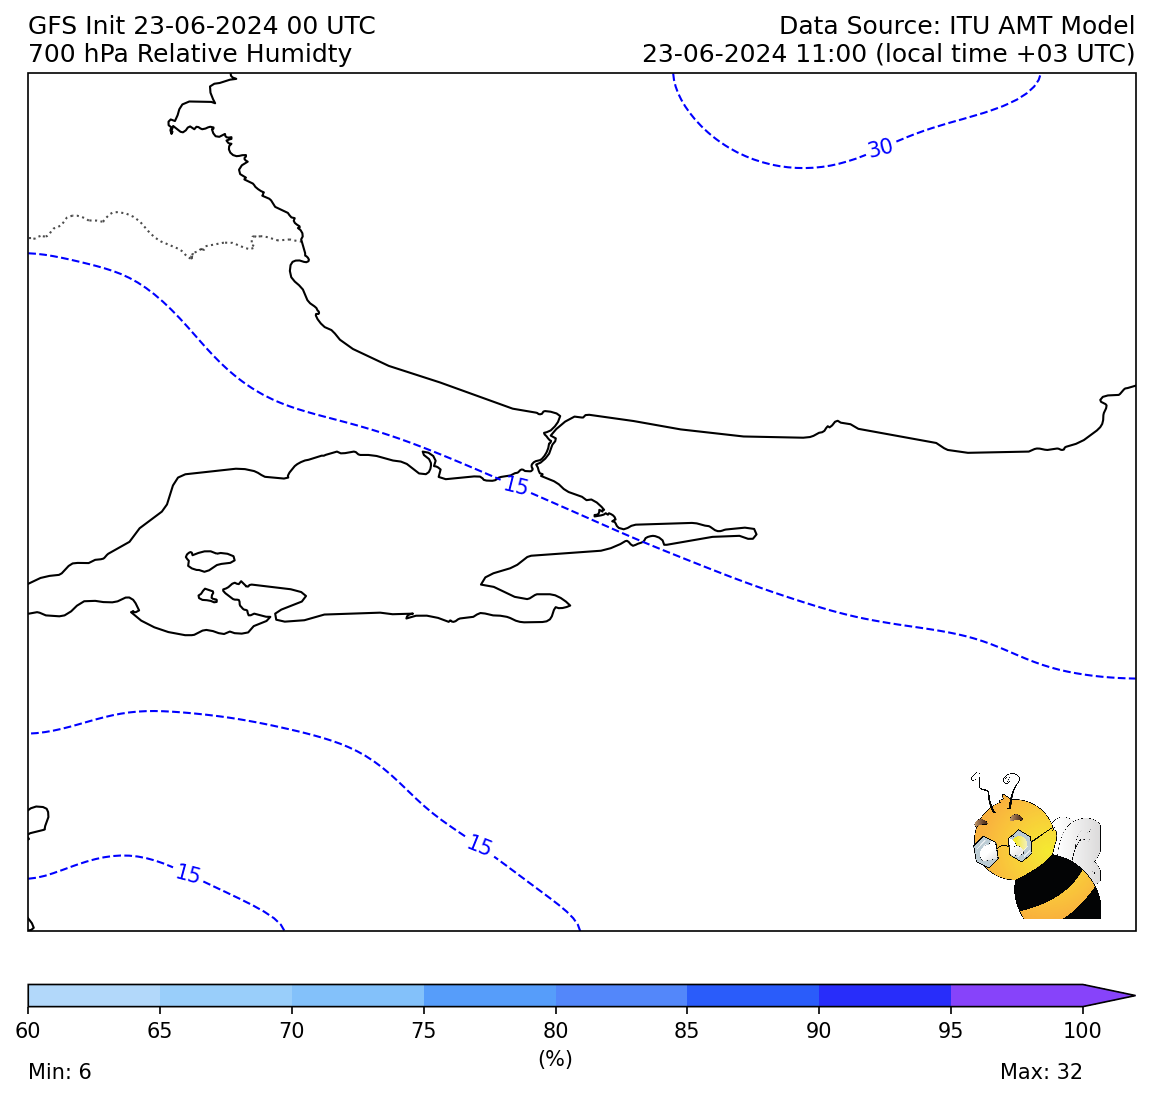 GFS Init 23-06-2024 00 UTC
Data Source: ITU AMT Model
700 hPa Relative Humidty
23-06-2024 11:00 (local time +03 UTC)
30
15
15
15
60 65 70 75 80 85 90 95 100
(%)
Min: 6
Max: 32